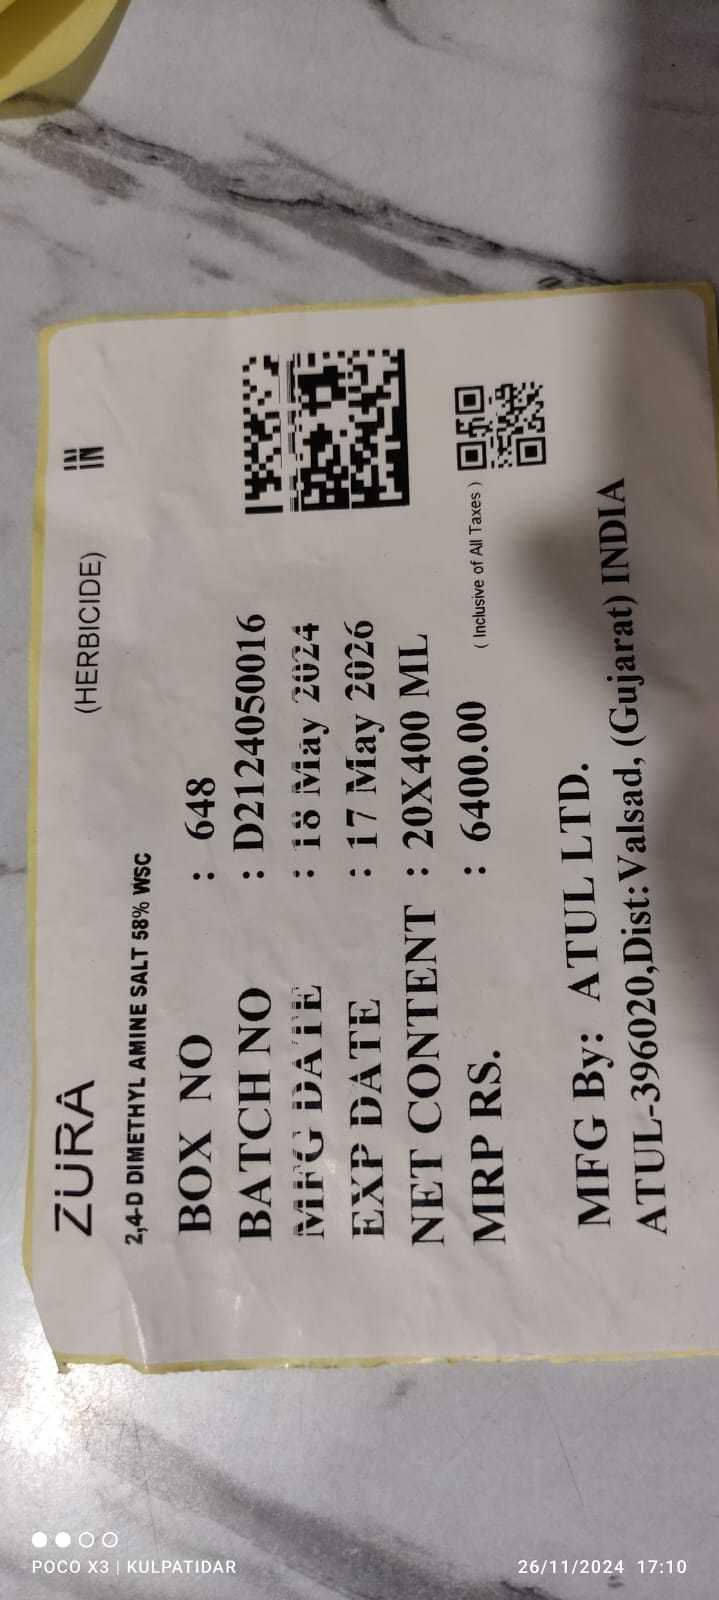 ZURA (HERBICIDE) IN
2,4-D DIMETHYL AMINE SALT 58% WSC
BOX NO : 648
BATCH NO : D2124050016
MFG DATE : 18 May 2024
EXP DATE : 17 May 2026
NET CONTENT : 20X400 ML
MRP RS. : 6400.00 ( Inclusive of All Taxes )
MFG By: ATUL LTD.
ATUL-396020,Dist:Valsad, (Gujarat) INDIA
POCO X3 | KULPATIDAR
26/11/2024 17:10